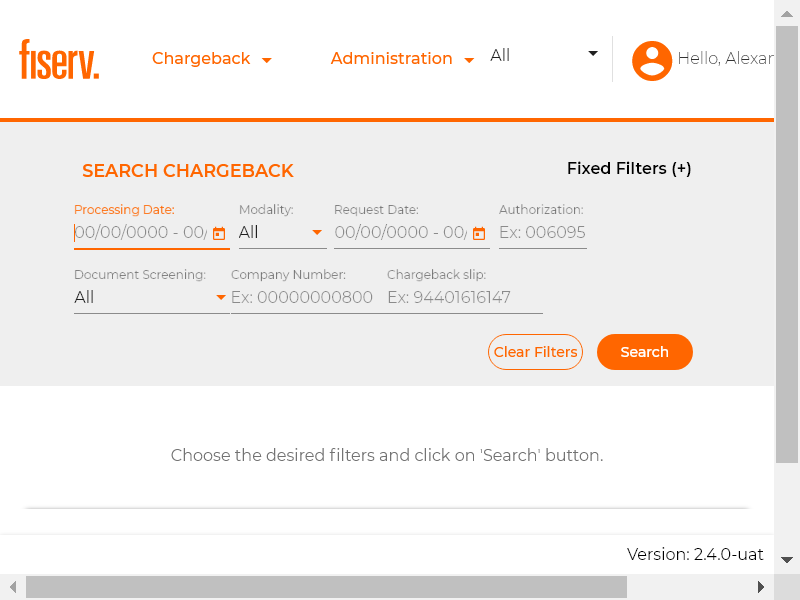 fiserv.
Chargeback
Administration
All
Hello, Alexar
SEARCH CHARGEBACK
Fixed Filters (+)
Processing Date:
Modality:
Request Date:
Authorization:
00/00/0000 - 00/
All
00/00/0000 - 00/
Ex: 006095
Document Screening:
Company Number:
Chargeback slip:
All
Ex: 00000000800
Ex: 94401616147
Clear Filters
Search
Choose the desired filters and click on 'Search' button.
Version: 2.4.0-uat